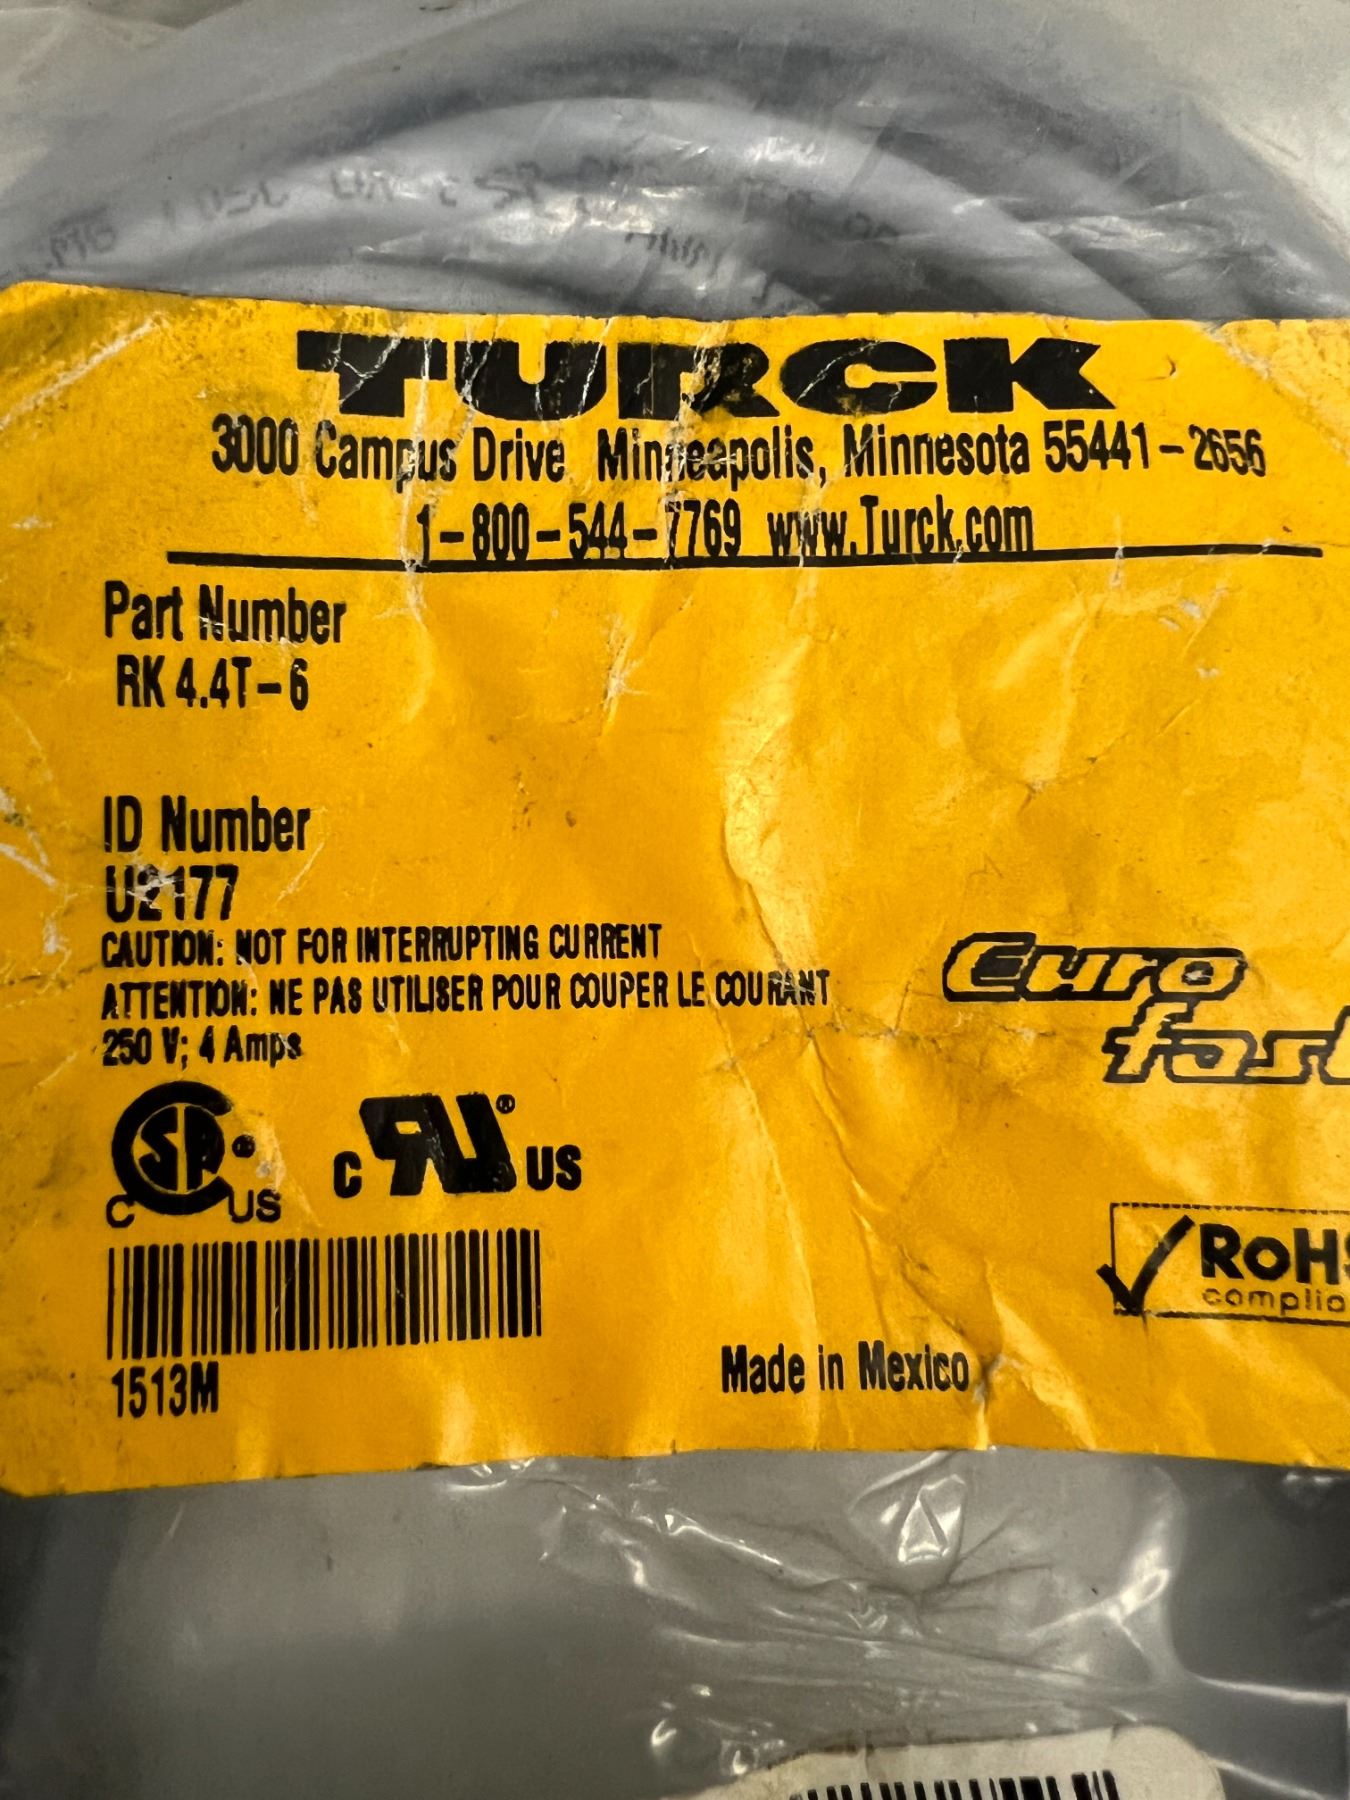 TURCK
3000 Campus Drive Minneapolis, Minnesota 55441-2656
1-800-544-7769 www.Turck.com
Part Number
RK 4.4T-6
ID Number
U2177
CAUTION: NOT FOR INTERRUPTING CURRENT
ATTENTION: NE PAS UTILISER POUR COUPER LE COURANT
250 V; 4 Amps
Euro
fast
C SP ® US
C RU ® US
RoHS
1513M
Made in Mexico